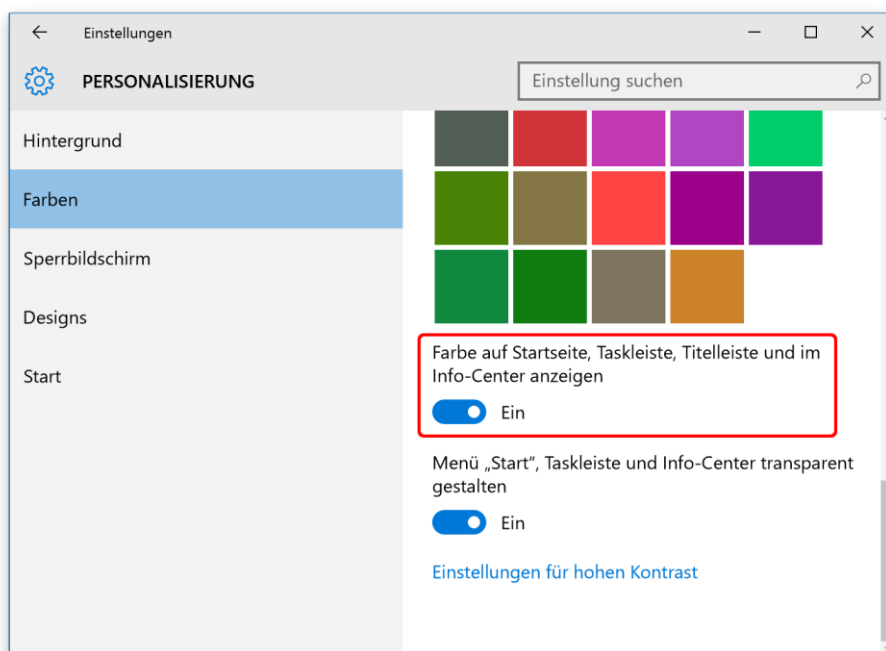 Einstellungen
PERSONALISIERUNG
Einstellung suchen
Hintergrund
Farben
Sperrbildschirm
Designs
Start
Farbe auf Startseite, Taskleiste, Titelleiste und im
Info-Center anzeigen
Ein
Menü „Start“, Taskleiste und Info-Center transparent
gestalten
Ein
Einstellungen für hohen Kontrast